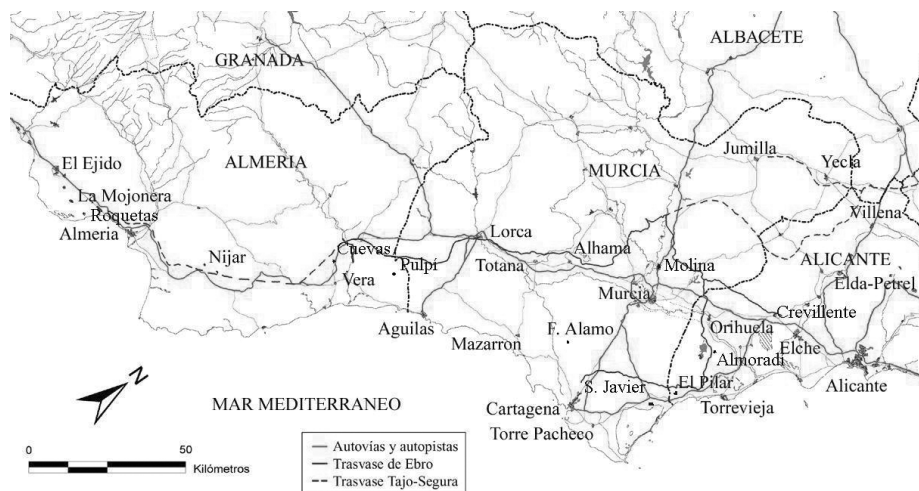 ALBACETE
GRANADA
Jumilla
Yecla
El Ejido
ALMERIA
MURCIA
La Mojonera
Roquetas
Villena
Almeria
Lorca
Cuevas
Alhama
ALICANTE
Nijar
Pulpí
Totana
Molina
Elda-Petrel
Vera
Murcia
Crevillente
Aguilas
Orihuela
F. Alamo
Mazarron
Elche
Almoradi
S. Javier
El Pilar
Alicante
N
MAR MEDITERRANEO
Cartagena
Torrevieja
Torre Pacheco
Autovías y autopistas
0 50
Kilómetros
Trasvase de Ebro
Trasvase Tajo-Segura